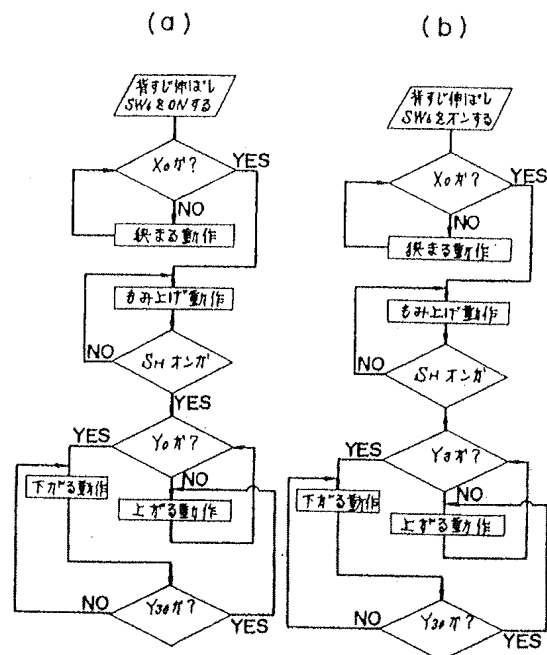 (a)
背すじ伸ばし
SW6をONする
X0か?
YES
NO
狭まる動作
もみ上げ動作
NO
SHオンか
YES
YES
Y0か?
NO
下がる動作
上がる動作
NO
Y30か?
YES
(b)
背すじ伸ばし
SW6をオンする
X0か?
YES
NO
狭まる動作
もみ上げ動作
NO
SHオンか
YES
Y0か?
NO
下がる動作
上がる動作
NO
Y30か?
YES